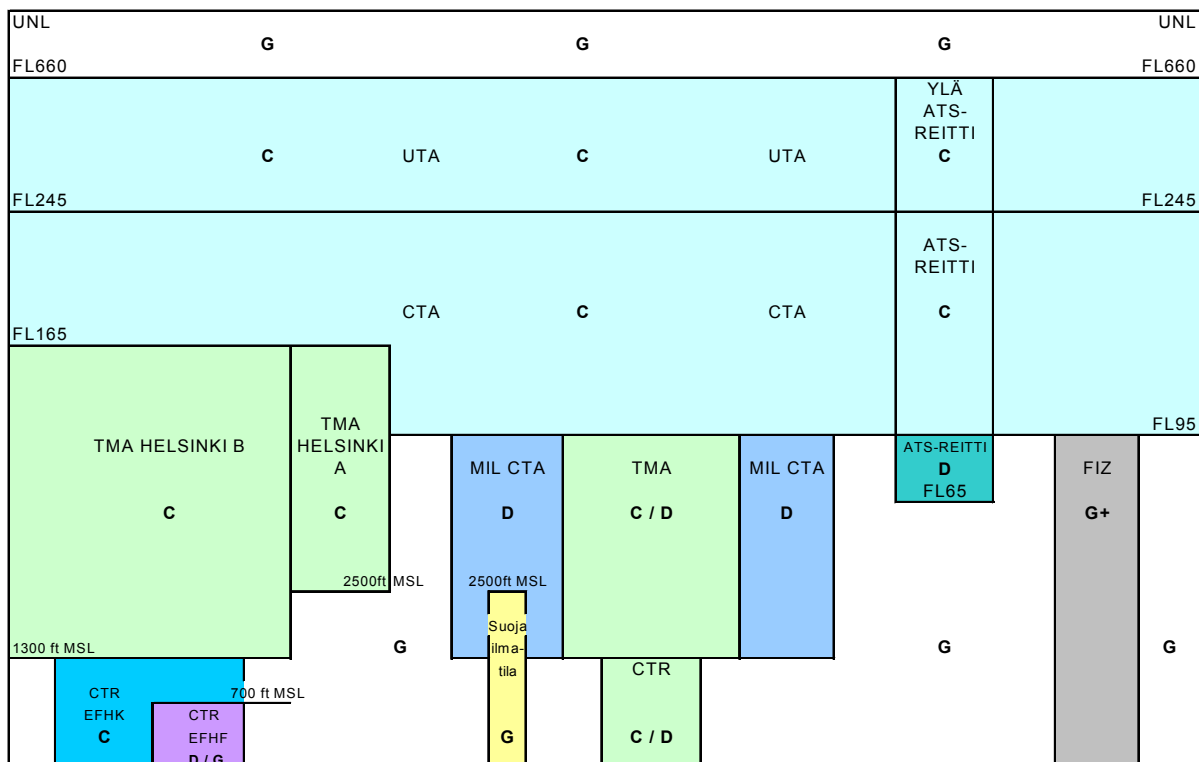 UNL UNL
G G G
FL660 FL660
YLÄ
ATS-
REITTI
C UTA C UTA C
FL245 FL245
ATS-
REITTI
CTA C CTA C
FL165
TMA HELSINKI B
C
TMA
HELSINKI
A
C
2500ft MSL
FL95
MIL CTA
D
2500ft MSL
TMA
C / D
MIL CTA
D
ATS-REITTI
D
FL65
FIZ
G+
1300 ft MSL
G
Suoja
ilma-
tila
G
G
G
CTR
EFHK
C
700 ft MSL
CTR
EFHF
D / G
CTR
C / D